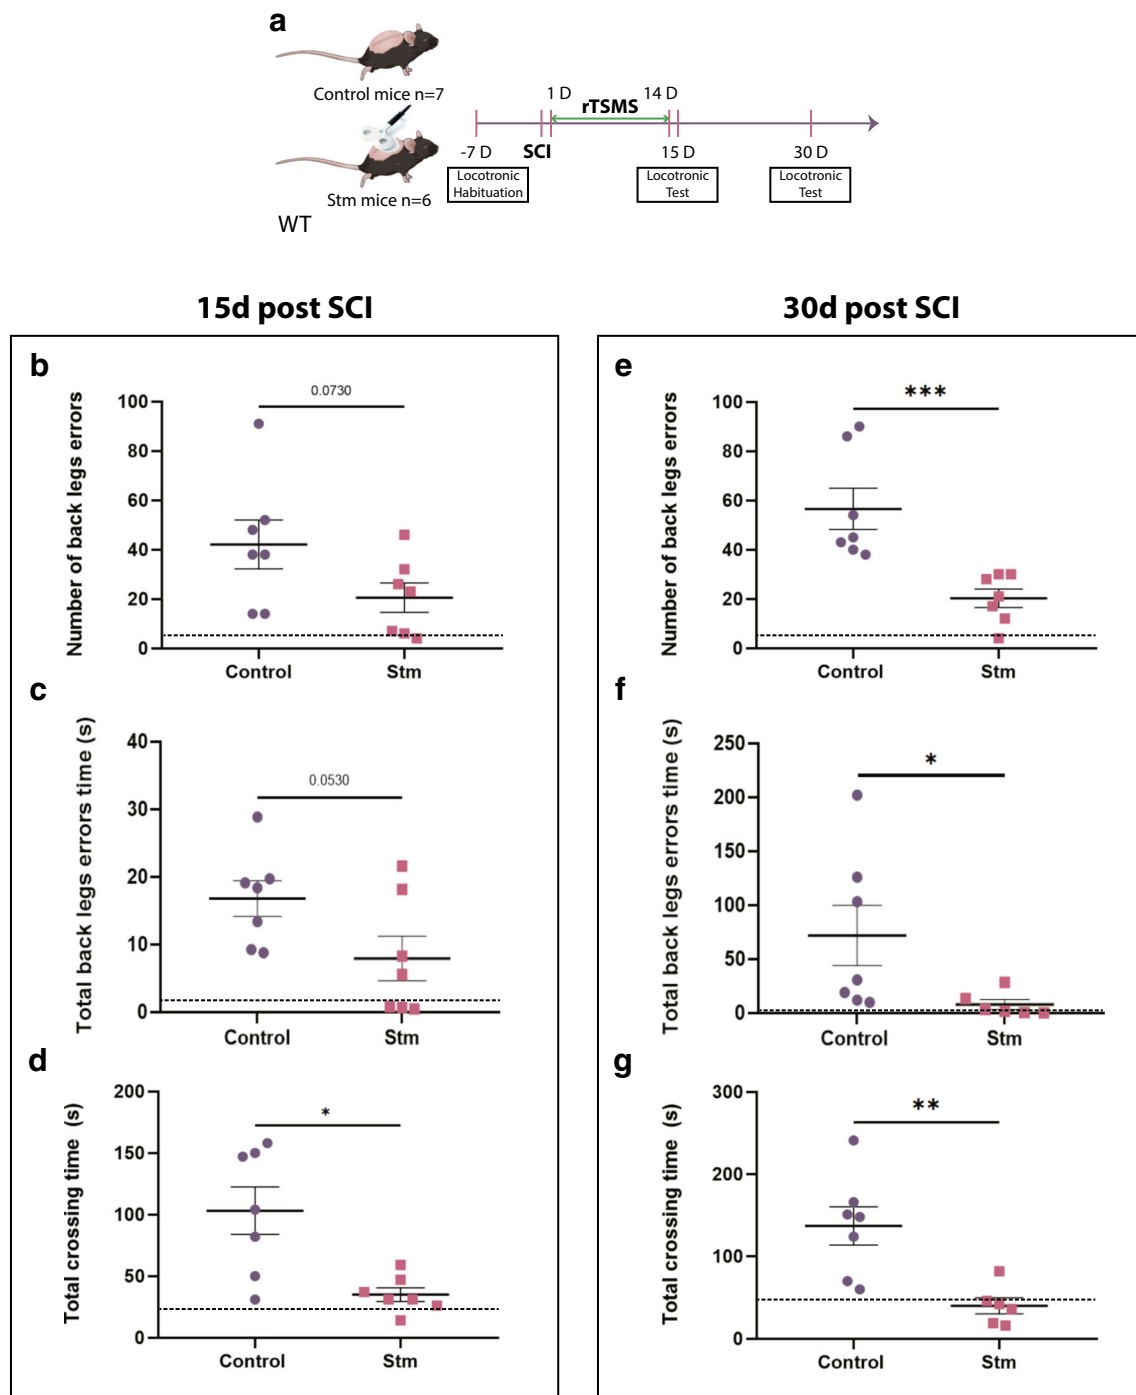 a
Control mice n=7
Stm mice n=6
WT
1 D
14 D
rTSMS
-7 D
SCI
15 D
30 D
Locotronic
Habituation
Locotronic
Test
Locotronic
Test
15d post SCI
30d post SCI
b
Number of back legs errors
100
80
60
40
20
0
0.0730
Control
Stm
c
Total back legs errors time (s)
40
30
20
10
0
0.0530
Control
Stm
d
Total crossing time (s)
200
150
100
50
0
*
Control
Stm
e
Number of back legs errors
100
80
60
40
20
0
***
Control
Stm
f
Total back legs errors time (s)
250
200
150
100
50
0
*
Control
Stm
g
Total crossing time (s)
300
200
100
0
**
Control
Stm